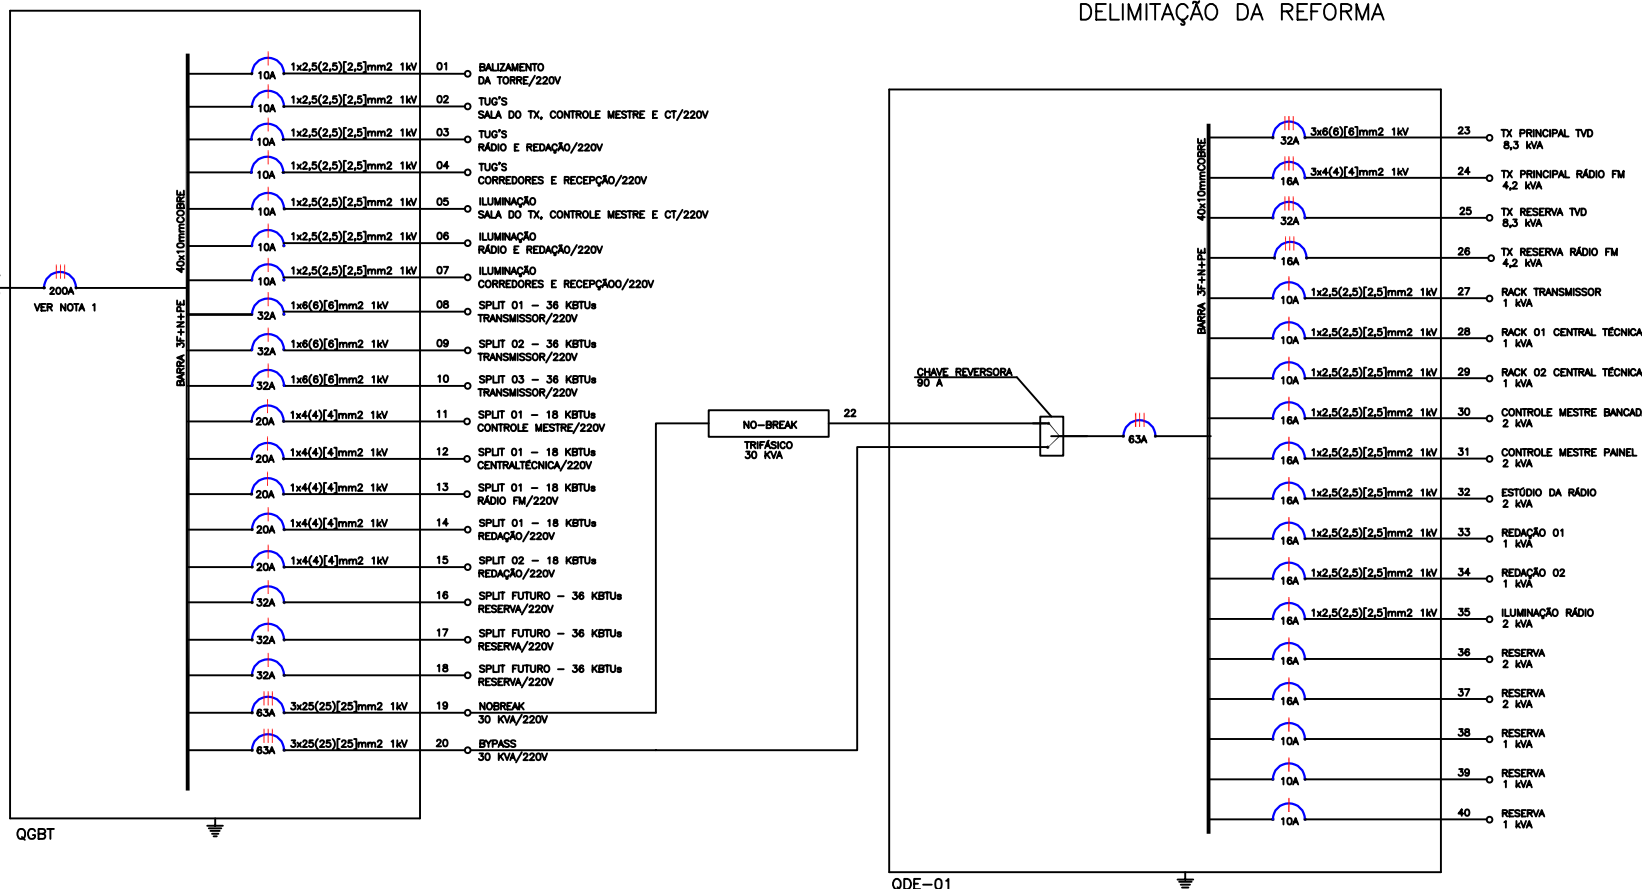 DELIMITAÇÃO DA REFORMA
200A
VER NOTA 1
40x10mmCOBRE
BARRA 3F+N+PE
10A 1x2,5(2,5)[2,5]mm2 1kV 01 BALIZAMENTO
DA TORRE/220V
10A 1x2,5(2,5)[2,5]mm2 1kV 02 TUG'S
SALA DO TX, CONTROLE MESTRE E CT/220V
10A 1x2,5(2,5)[2,5]mm2 1kV 03 TUG'S
RÁDIO E REDAÇÃO/220V
10A 1x2,5(2,5)[2,5]mm2 1kV 04 TUG'S
CORREDORES E RECEPÇÃO/220V
10A 1x2,5(2,5)[2,5]mm2 1kV 05 ILUMINAÇÃO
SALA DO TX, CONTROLE MESTRE E CT/220V
10A 1x2,5(2,5)[2,5]mm2 1kV 06 ILUMINAÇÃO
RÁDIO E REDAÇÃO/220V
10A 1x2,5(2,5)[2,5]mm2 1kV 07 ILUMINAÇÃO
CORREDORES E RECEPÇÃOO/220V
32A 1x6(6)[6]mm2 1kV 08 SPLIT 01 - 36 KBTUs
TRANSMISSOR/220V
32A 1x6(6)[6]mm2 1kV 09 SPLIT 02 - 36 KBTUs
TRANSMISSOR/220V
32A 1x6(6)[6]mm2 1kV 10 SPLIT 03 - 36 KBTUs
TRANSMISSOR/220V
20A 1x4(4)[4]mm2 1kV 11 SPLIT 01 - 18 KBTUs
CONTROLE MESTRE/220V
20A 1x4(4)[4]mm2 1kV 12 SPLIT 01 - 18 KBTUs
CENTRALTÉCNICA/220V
20A 1x4(4)[4]mm2 1kV 13 SPLIT 01 - 18 KBTUs
RÁDIO FM/220V
20A 1x4(4)[4]mm2 1kV 14 SPLIT 01 - 18 KBTUs
REDAÇÃO/220V
20A 1x4(4)[4]mm2 1kV 15 SPLIT 02 - 18 KBTUs
REDAÇÃO/220V
32A 16 SPLIT FUTURO - 36 KBTUs
RESERVA/220V
32A 17 SPLIT FUTURO - 36 KBTUs
RESERVA/220V
32A 18 SPLIT FUTURO - 36 KBTUs
RESERVA/220V
63A 3x25(25)[25]mm2 1kV 19 NOBREAK
30 KVA/220V
63A 3x25(25)[25]mm2 1kV 20 BYPASS
30 KVA/220V
QGBT
NO-BREAK
TRIFÁSICO
30 KVA
22
CHAVE REVERSORA
90 A
63A
40x10mmCOBRE
BARRA 3F+N+PE
32A 3x6(6)[6]mm2 1kV 23 TX PRINCIPAL TVD
8,3 kVA
16A 3x4(4)[4]mm2 1kV 24 TX PRINCIPAL RÁDIO FM
4,2 kVA
32A 25 TX RESERVA TVD
8,3 kVA
16A 26 TX RESERVA RÁDIO FM
4,2 kVA
10A 1x2,5(2,5)[2,5]mm2 1kV 27 RACK TRANSMISSOR
1 kVA
10A 1x2,5(2,5)[2,5]mm2 1kV 28 RACK 01 CENTRAL TÉCNICA
1 kVA
10A 1x2,5(2,5)[2,5]mm2 1kV 29 RACK 02 CENTRAL TÉCNICA
1 kVA
16A 1x2,5(2,5)[2,5]mm2 1kV 30 CONTROLE MESTRE BANCAD
2 kVA
16A 1x2,5(2,5)[2,5]mm2 1kV 31 CONTROLE MESTRE PAINEL
2 kVA
16A 1x2,5(2,5)[2,5]mm2 1kV 32 ESTÚDIO DA RÁDIO
2 kVA
16A 1x2,5(2,5)[2,5]mm2 1kV 33 REDAÇÃO 01
1 kVA
16A 1x2,5(2,5)[2,5]mm2 1kV 34 REDAÇÃO 02
1 kVA
16A 1x2,5(2,5)[2,5]mm2 1kV 35 ILUMINAÇÃO RÁDIO
2 kVA
16A 36 RESERVA
2 kVA
16A 37 RESERVA
2 kVA
10A 38 RESERVA
1 kVA
10A 39 RESERVA
1 kVA
10A 40 RESERVA
1 kVA
QDE-01